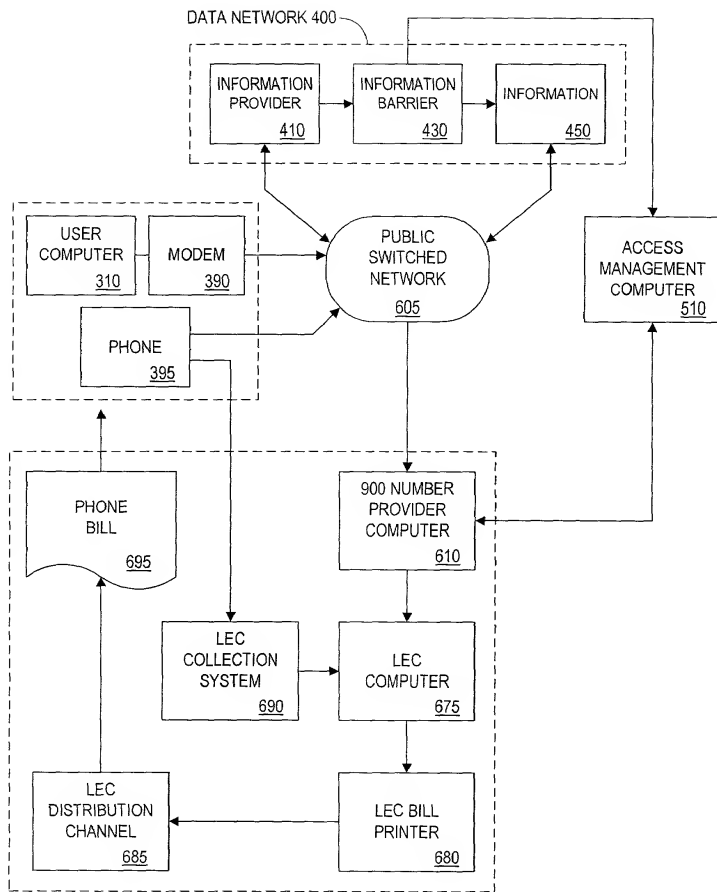 DATA NETWORK 400
INFORMATION
PROVIDER
410
INFORMATION
BARRIER
430
INFORMATION
450
USER
COMPUTER
310
MODEM
390
PHONE
395
PUBLIC
SWITCHED
NETWORK
605
ACCESS
MANAGEMENT
COMPUTER
510
PHONE
BILL
695
900 NUMBER
PROVIDER
COMPUTER
610
LEC
COLLECTION
SYSTEM
690
LEC
COMPUTER
675
LEC
DISTRIBUTION
CHANNEL
685
LEC BILL
PRINTER
680